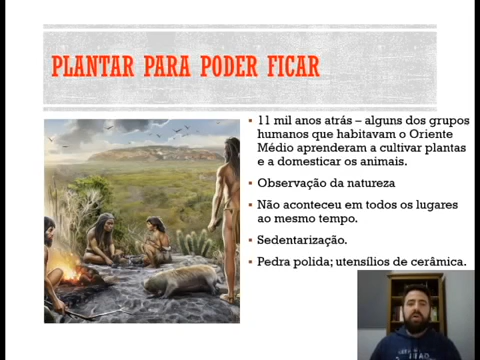 PLANTAR PARA PODER FICAR
11 mil anos atrás – alguns dos grupos
humanos que habitavam o Oriente
Médio aprenderam a cultivar plantas
e a domesticar os animais.
Observação da natureza
Não aconteceu em todos os lugares
ao mesmo tempo.
Sedentarização.
Pedra polida; utensílios de cerâmica.